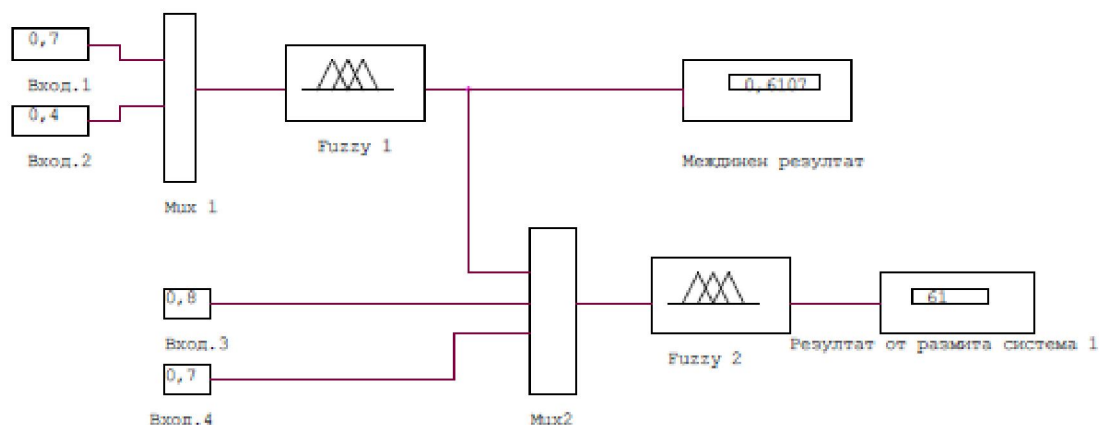 0,7
Вход.1
0,4
Вход.2
Mux 1
Fuzzy 1
0,6107
Междинен резултат
0,8
Вход.3
0,7
Вход.4
Mux2
Fuzzy 2
61
Резултат от размита система 1